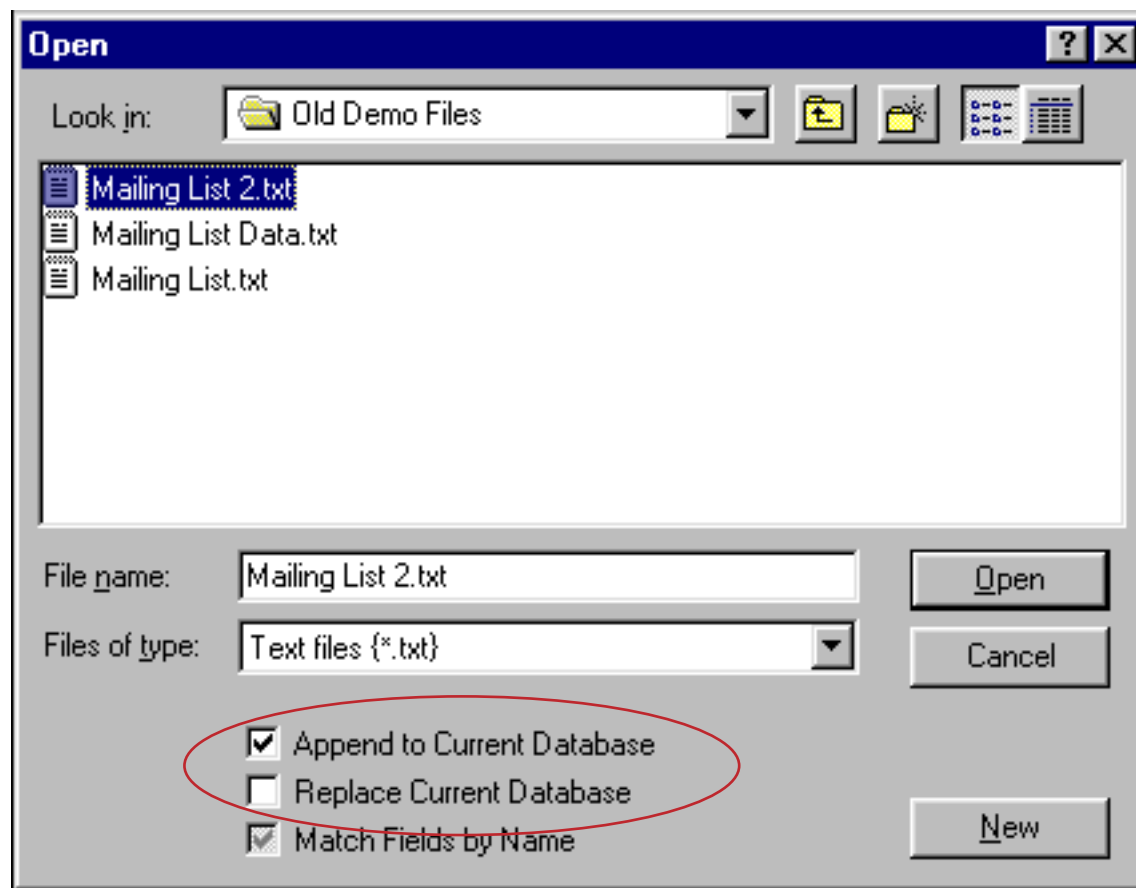 Open
Look in: Old Demo Files
Mailing List 2.txt
Mailing List Data.txt
Mailing List.txt
File name: Mailing List 2.txt Open
Files of type: Text files {*.txt} Cancel
Append to Current Database
Replace Current Database
Match Fields by Name New